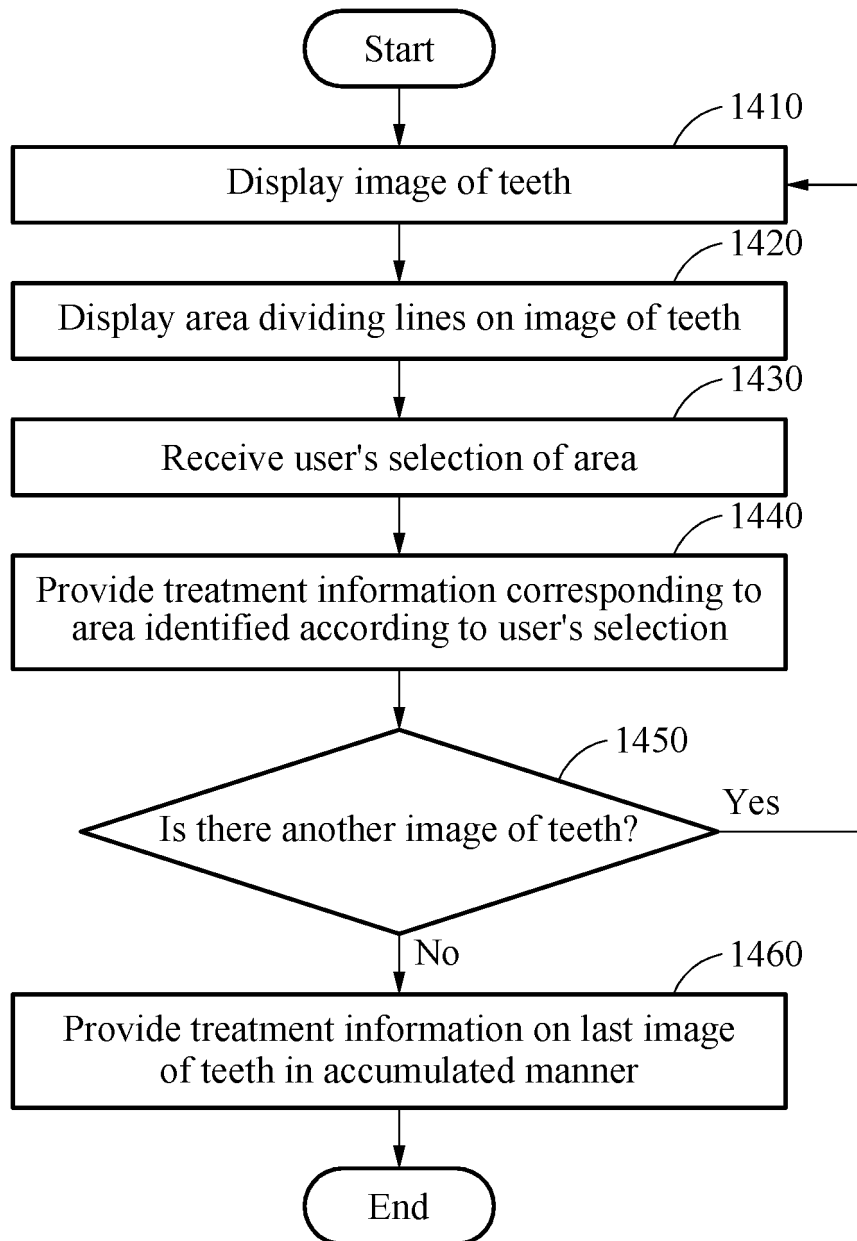 Start
1410
Display image of teeth
1420
Display area dividing lines on image of teeth
1430
Receive user's selection of area
1440
Provide treatment information corresponding to
area identified according to user's selection
1450
Is there another image of teeth?
Yes
No
1460
Provide treatment information on last image
of teeth in accumulated manner
End